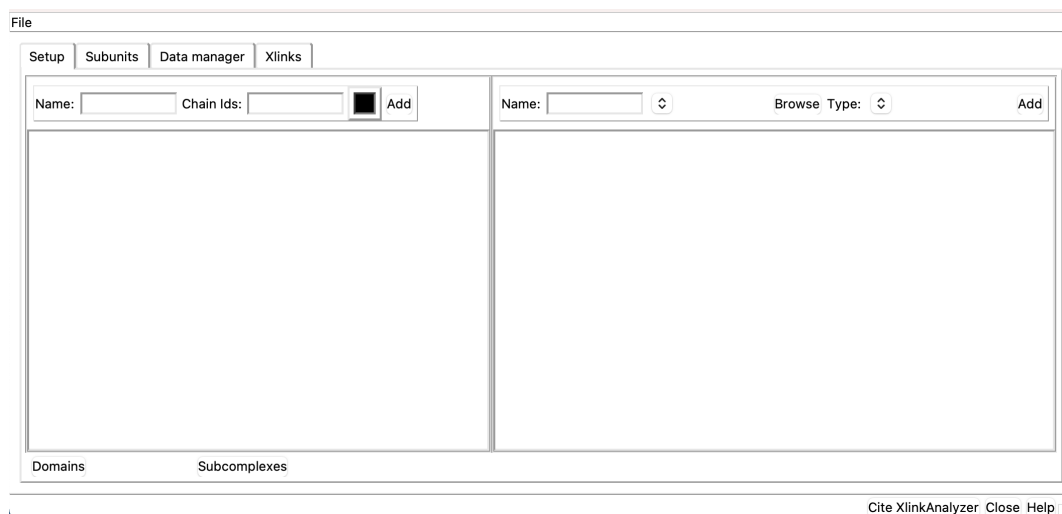 File
Setup Subunits Data manager Xlinks
Name: Chain Ids: Add Name: Browse Type: Add
Domains Subcomplexes
Cite XlinkAnalyzer Close Help